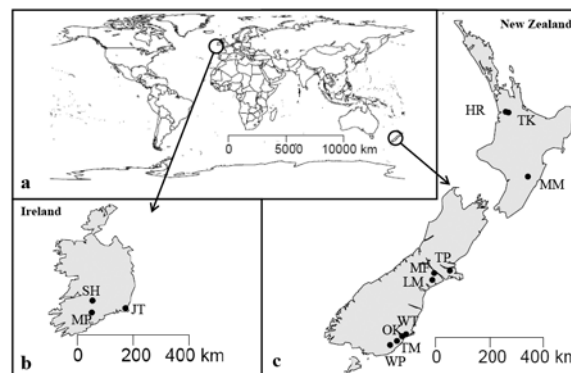 New Zealand
HR
TK
MM
0 5000 10000 km
a
Ireland
SH
MP
JT
0 200 400 km
b
TP
MF
LM
WT
OK
TM
WP
0 200 400 km
c